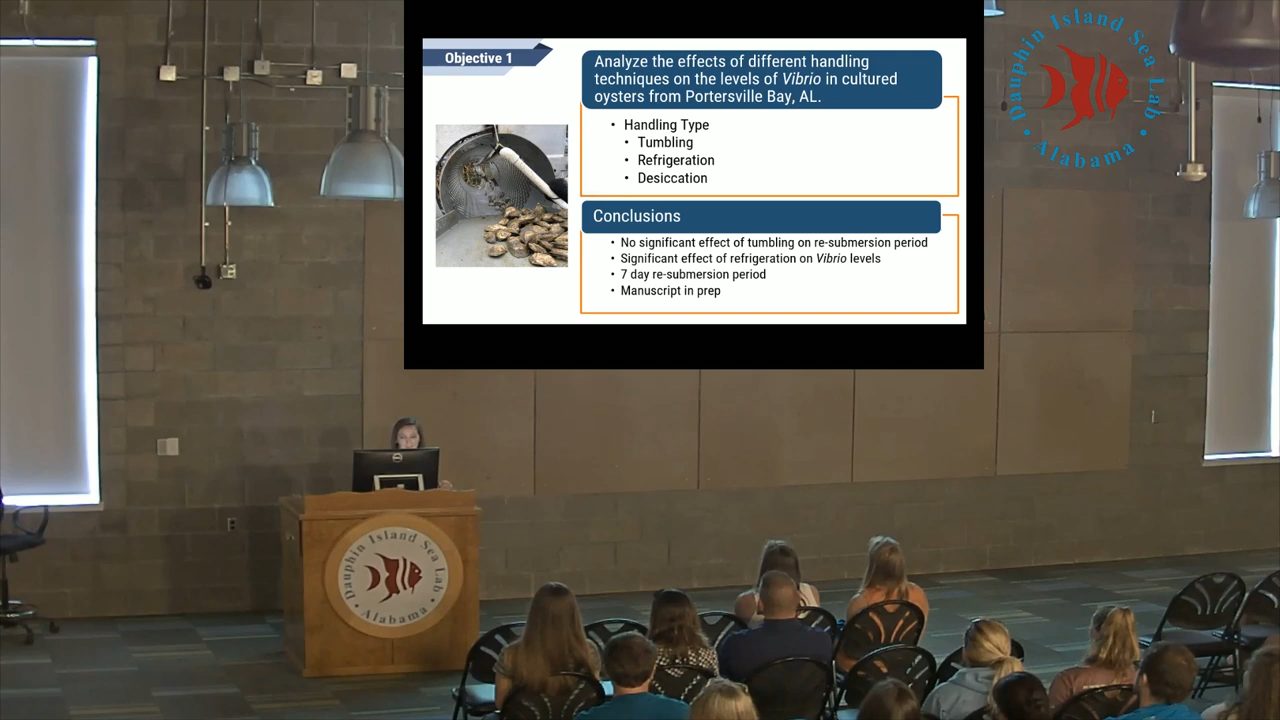 Objective 1
Analyze the effects of different handling
techniques on the levels of Vibrio in cultured
oysters from Portersville Bay, AL.
• Handling Type
• Tumbling
• Refrigeration
• Desiccation
Conclusions
• No significant effect of tumbling on re-submersion period
• Significant effect of refrigeration on Vibrio levels
• 7 day re-submersion period
• Manuscript in prep
Dauphin Island Sea Lab
• Alabama •
DELL
Dauphin Island Sea Lab
• Alabama •